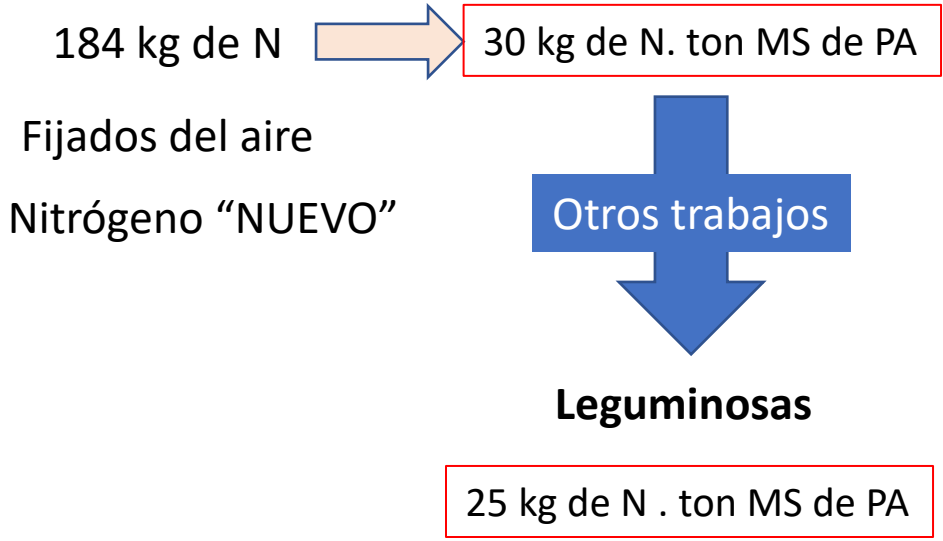 184 kg de N
30 kg de N. ton MS de PA
Fijados del aire
Nitrógeno “NUEVO”
Otros trabajos
Leguminosas
25 kg de N . ton MS de PA